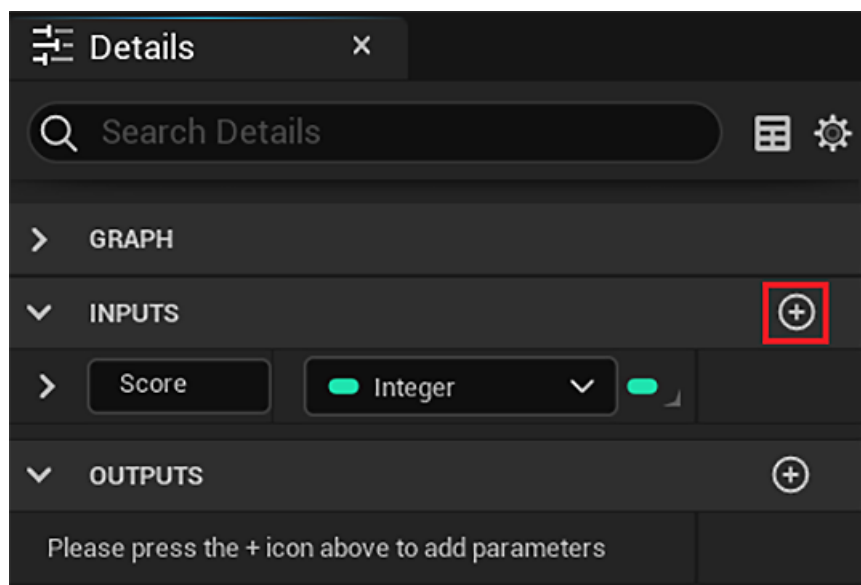 Details
Search Details
GRAPH
INPUTS
Score Integer
OUTPUTS
Please press the + icon above to add parameters